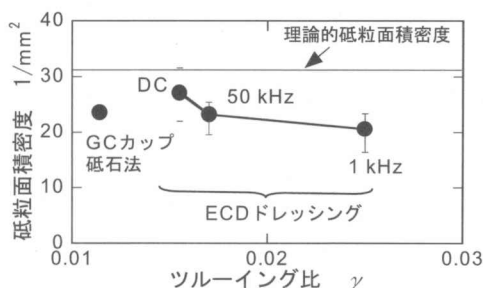 砥粒面積密度 1/mm²
40
30
20
10
0
理論的砥粒面積密度
DC
50 kHz
GCカップ
砥石法
1 kHz
ECDドレッシング
0.01
0.02
0.03
ツルーイング比 γ